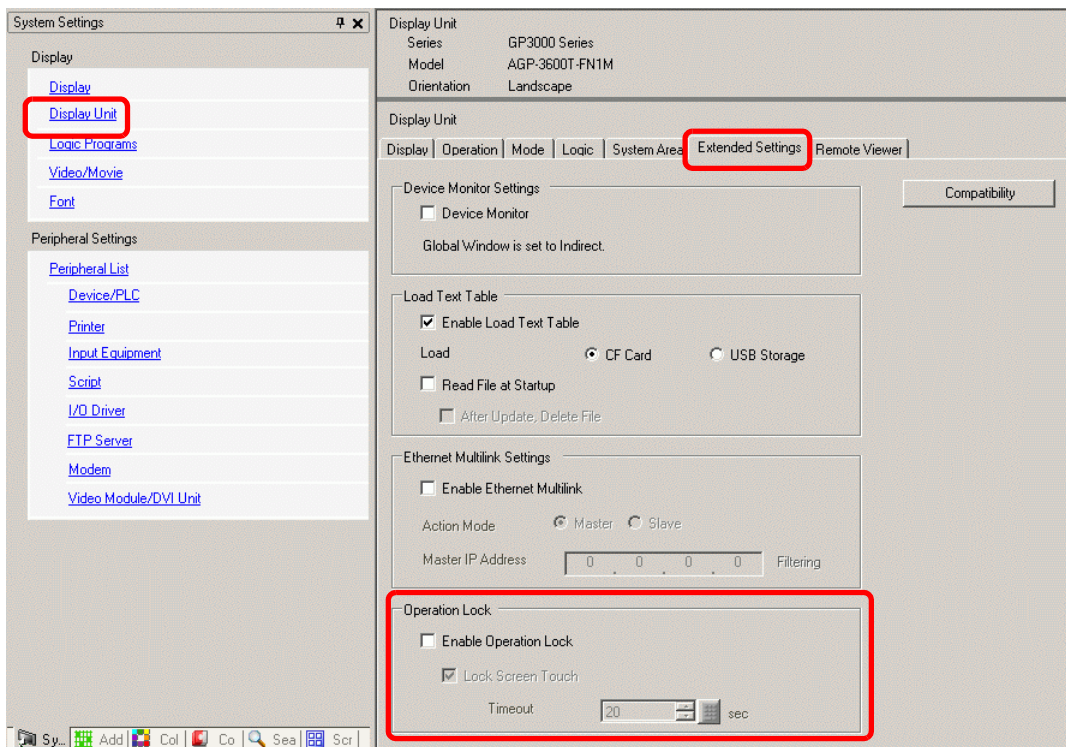 System Settings
Display
Display
Display Unit
Logic Programs
Video/Movie
Font
Peripheral Settings
Peripheral List
Device/PLC
Printer
Input Equipment
Script
I/O Driver
FTP Server
Modem
Video Module/DVI Unit
Sy... Add Col Co Sea Scr
Display Unit
Series GP3000 Series
Model AGP-3600T-FN1M
Orientation Landscape
Display Unit
Display Operation Mode Logic System Area Extended Settings Remote Viewer
Compatibility
Device Monitor Settings
Device Monitor
Global Window is set to Indirect.
Load Text Table
Enable Load Text Table
Load CF Card USB Storage
Read File at Startup
After Update, Delete File
Ethernet Multilink Settings
Enable Ethernet Multilink
Action Mode Master Slave
Master IP Address 0 . 0 . 0 . 0 Filtering
Operation Lock
Enable Operation Lock
Lock Screen Touch
Timeout 20 sec